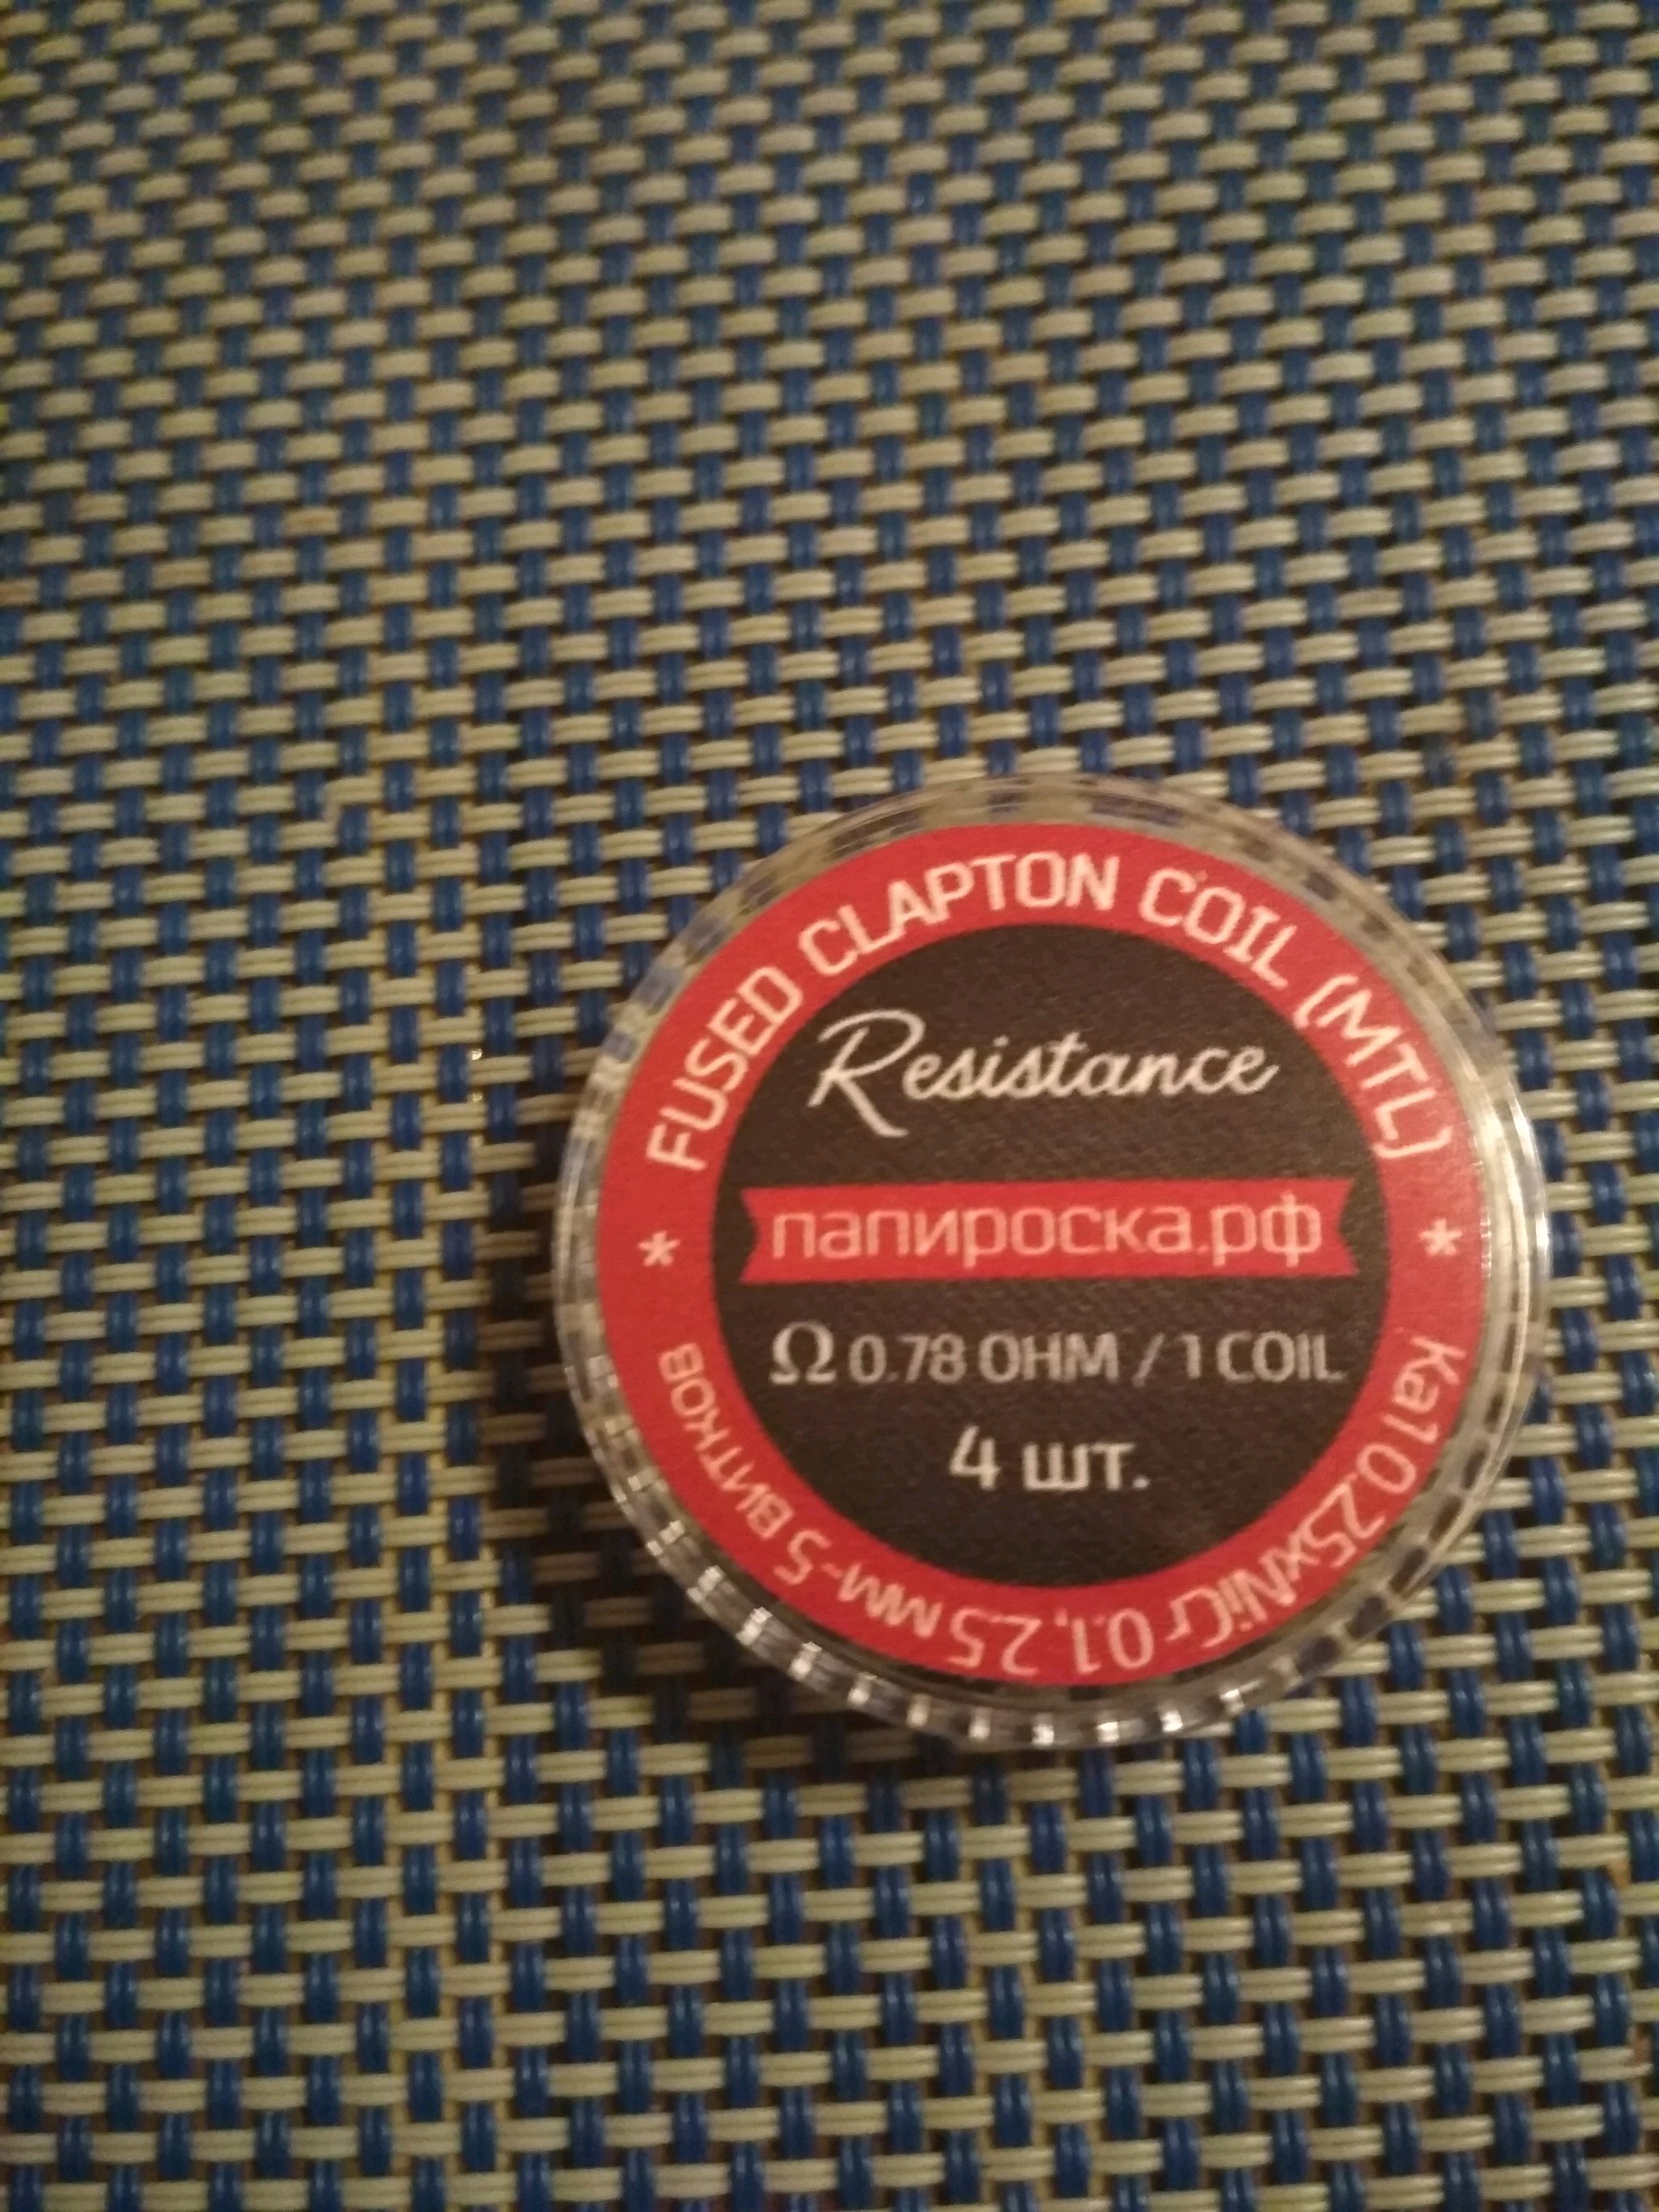 FUSED CLAPTON COIL (MTL)
Resistance
папироска.рф
Ω 0.78 OHM / 1 COIL
4 шт.
* *
Ka1 0.25xNiCr 0.1, 2.5 мм - 5 витков